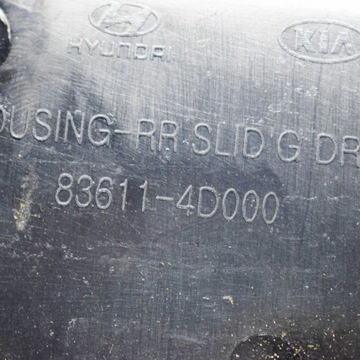 HYUNDAI KIA
OUSING-RR SLID'G DR
83611-4D000